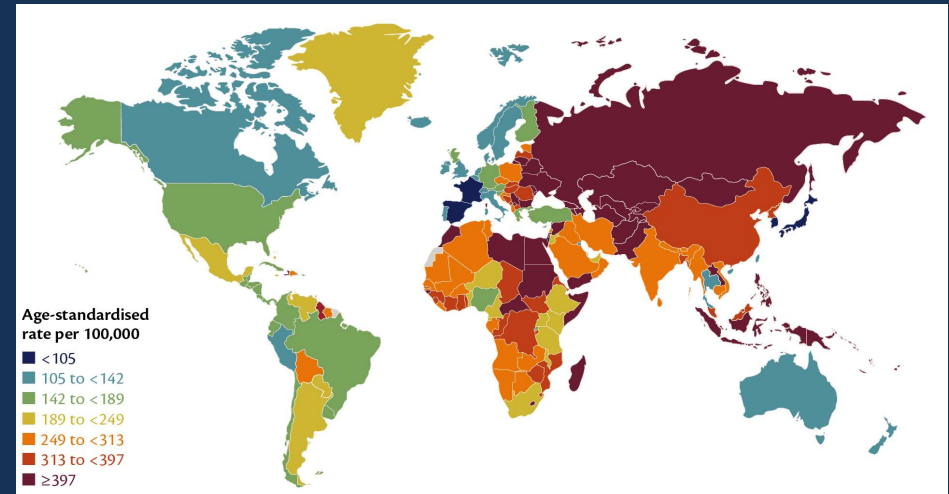 Age-standardised
rate per 100,000
<105
105 to <142
142 to <189
189 to <249
249 to <313
313 to <397
≥397